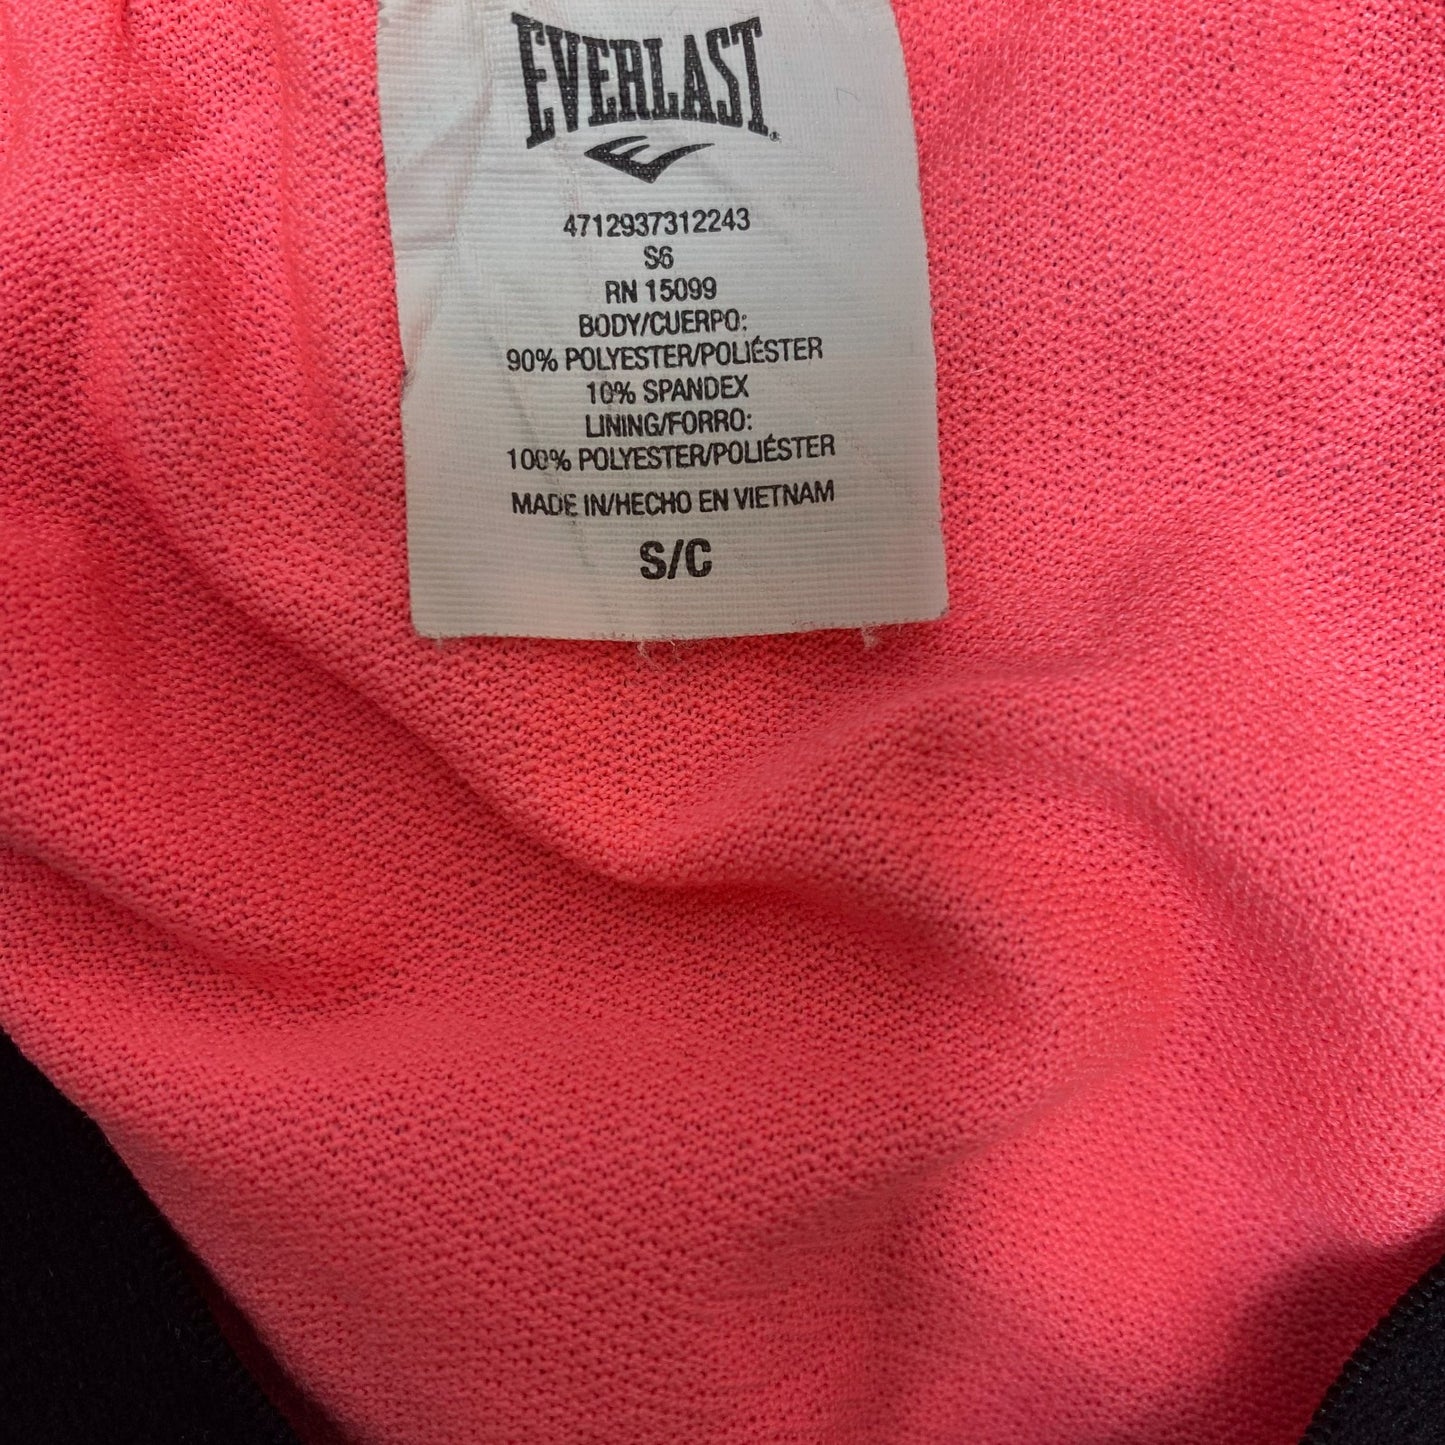 EVERLAST®
4712937312243
S6
RN 15099
BODY/CUERPO:
90% POLYESTER/POLIÉSTER
10% SPANDEX
LINING/FORRO:
100% POLYESTER/POLIÉSTER
MADE IN/HECHO EN VIETNAM
S/C